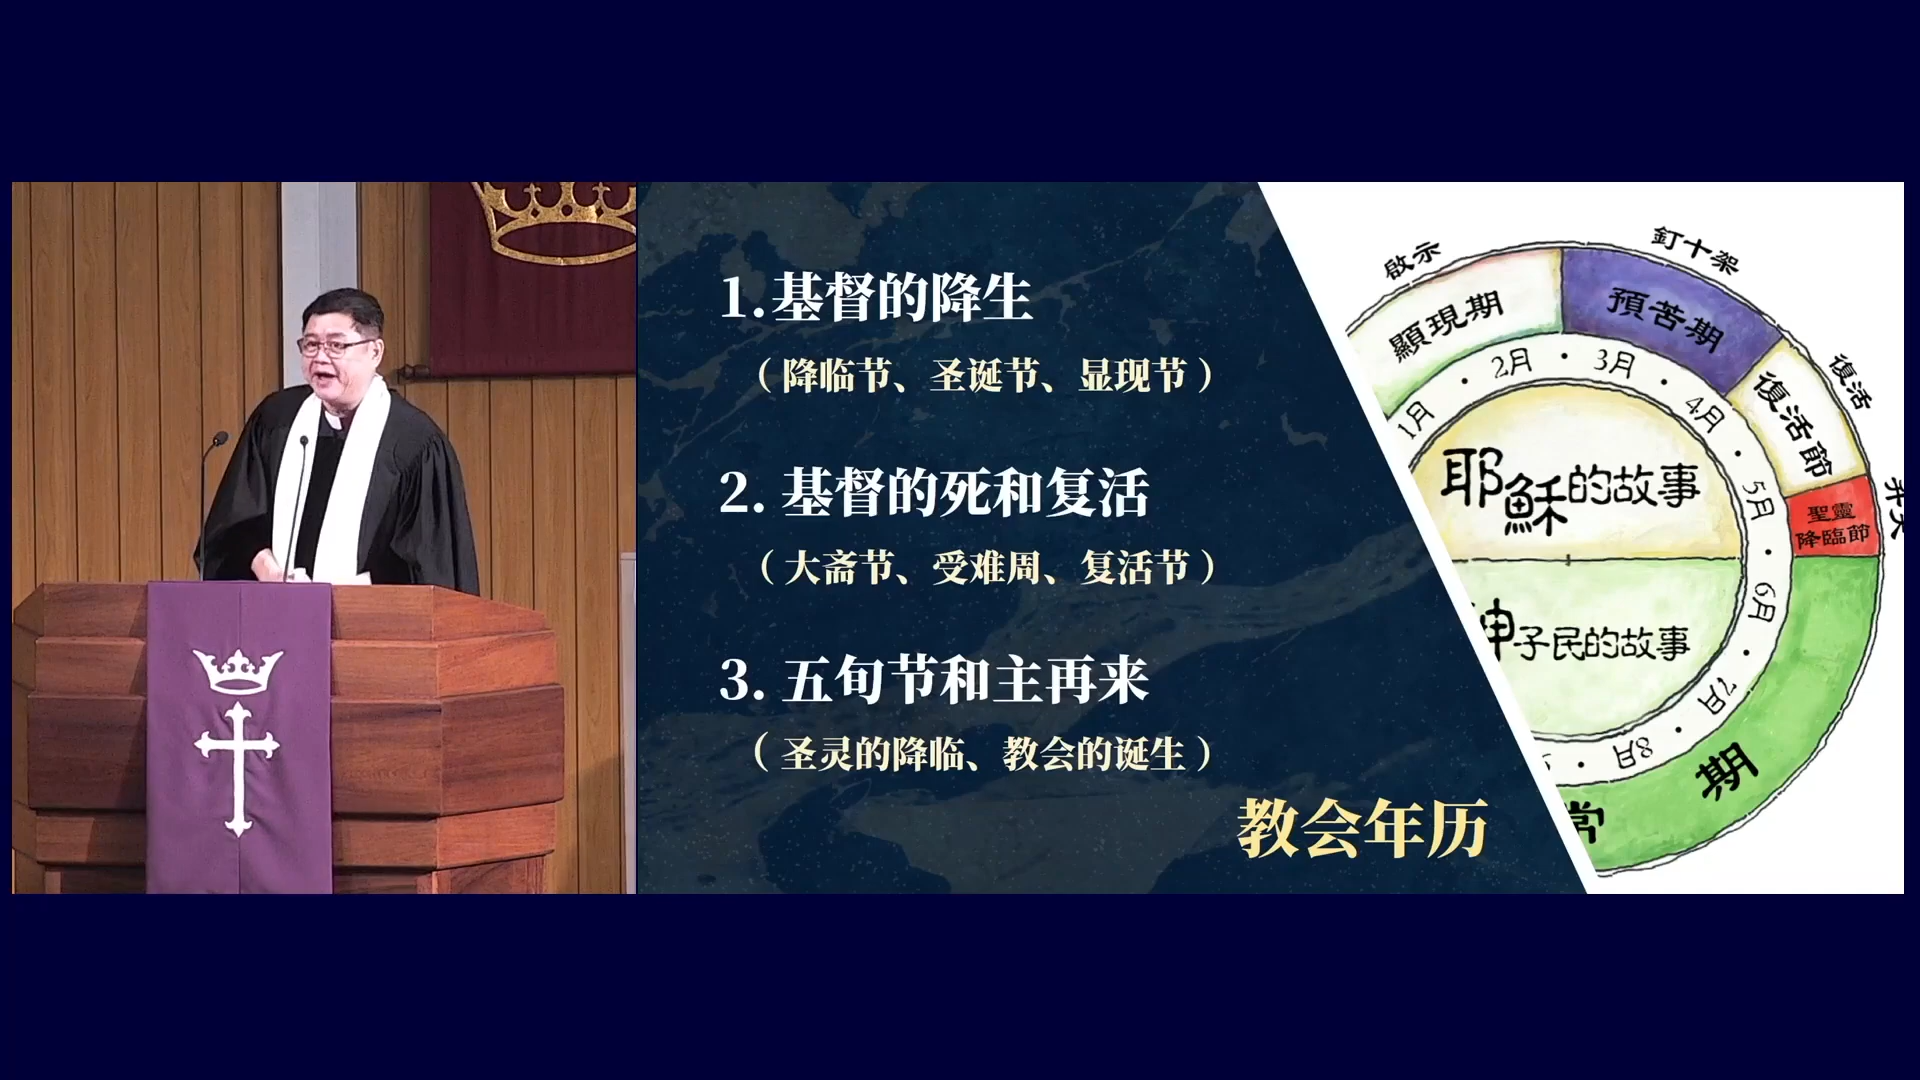 1.基督的降生
（降临节、圣诞节、显现节）
2. 基督的死和复活
（大斋节、受难周、复活节）
3. 五旬节和主再来
（圣灵的降临、教会的诞生）
教会年历
啟示
釘十架
復活
顯現期
預苦期
復活節
聖靈
降臨節
1月
2月
3月
4月
5月
6月
7月
8月
耶穌的故事
神子民的故事
常
期